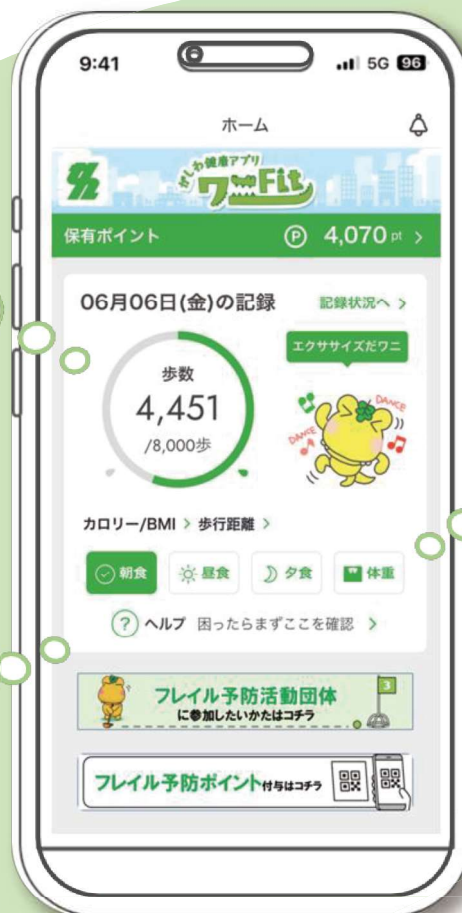 9:41
5G 96
ホーム
かしわ健康アプリ
ワニFit
保有ポイント P 4,070 pt >
06月06日(金)の記録
記録状況へ >
エクササイズだワニ
歩数
4,451
/8,000歩
DANCE
DANCE
カロリー/BMI > 歩行距離 >
朝食 昼食 夕食 体重
? ヘルプ 困ったらまずここを確認 >
フレイル予防活動団体
に参加したいかたはコチラ
3
フレイル予防ポイント付与はコチラ